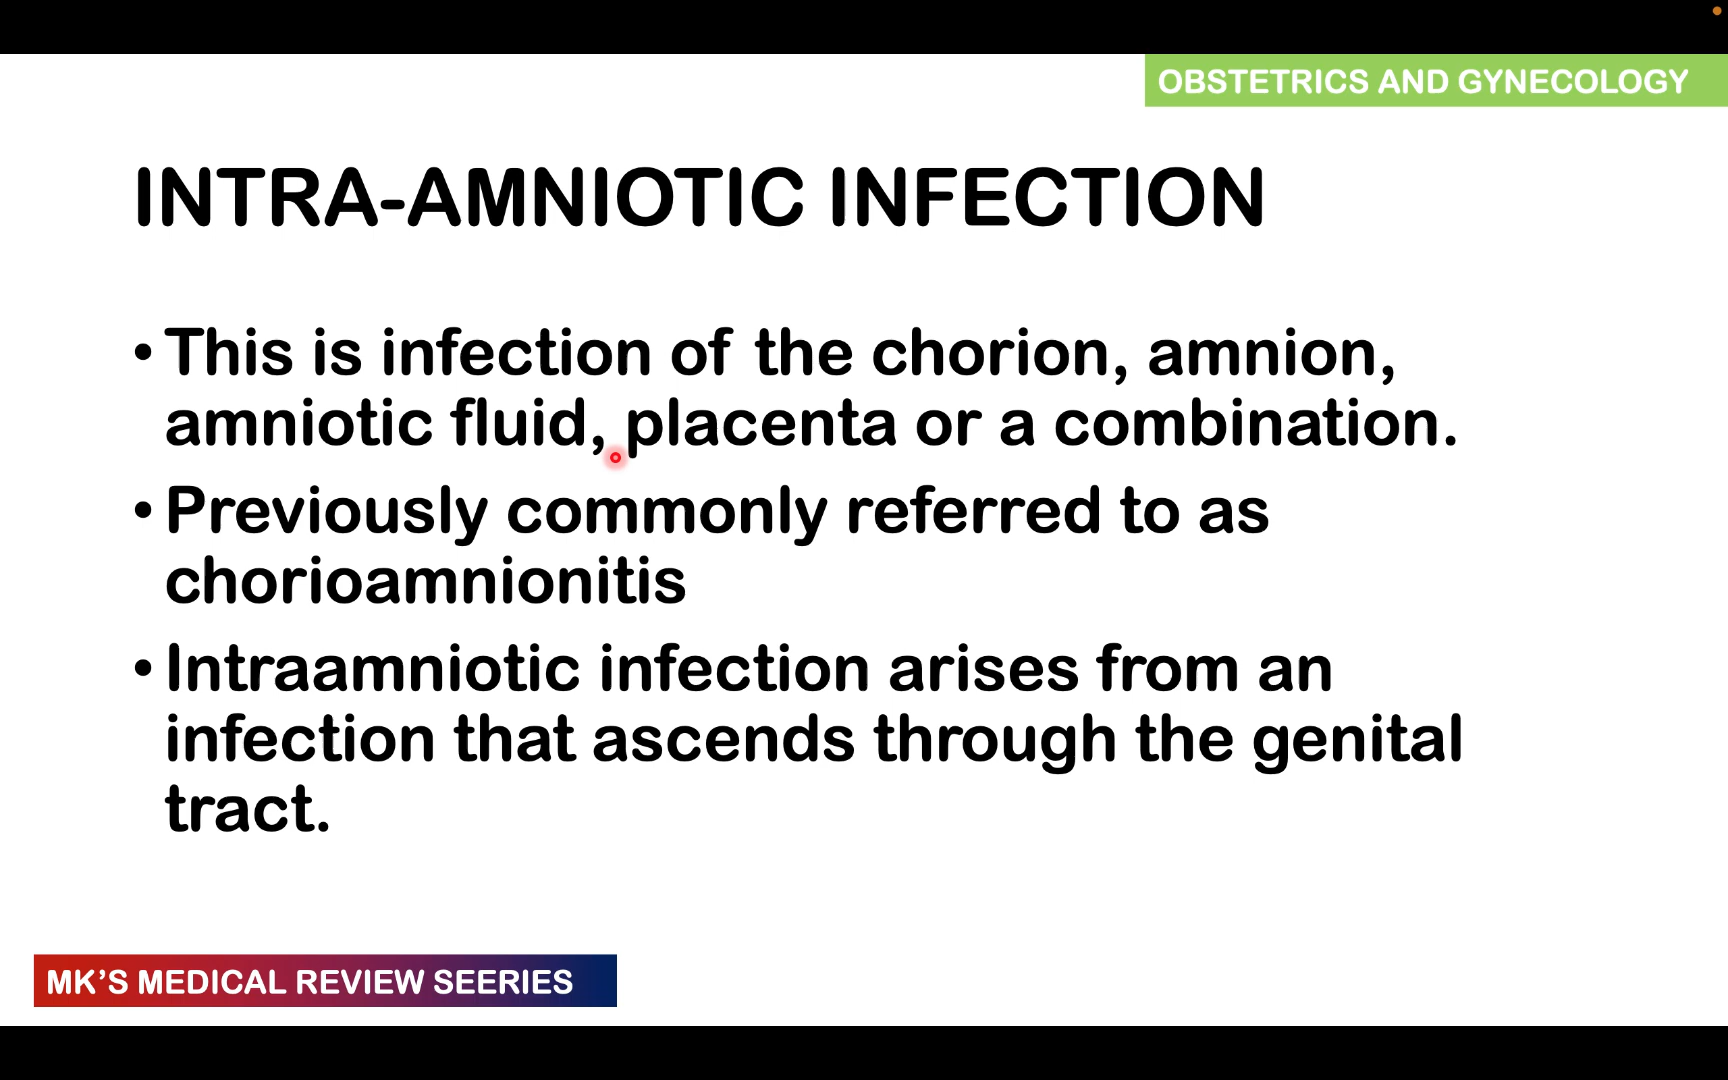 OBSTETRICS AND GYNECOLOGY
INTRA-AMNIOTIC INFECTION
• This is infection of the chorion, amnion,
amniotic fluid, placenta or a combination.
• Previously commonly referred to as
chorioamnionitis
• Intraamniotic infection arises from an
infection that ascends through the genital
tract.
MK’S MEDICAL REVIEW SEERIES